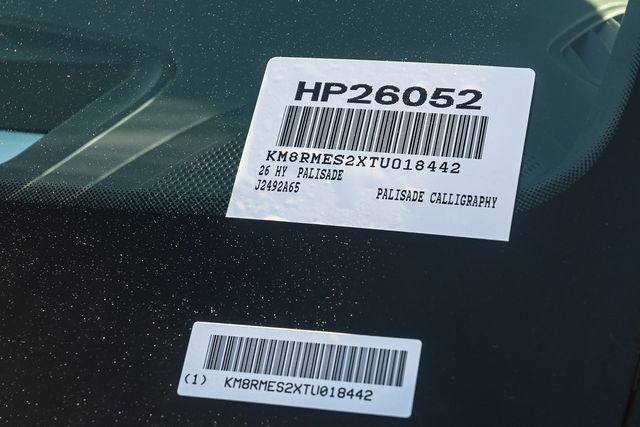 HP26052
KM8RMES2XTU018442
26 HY PALISADE
J2492A65 PALISADE CALLIGRAPHY
(1) KM8RMES2XTU018442